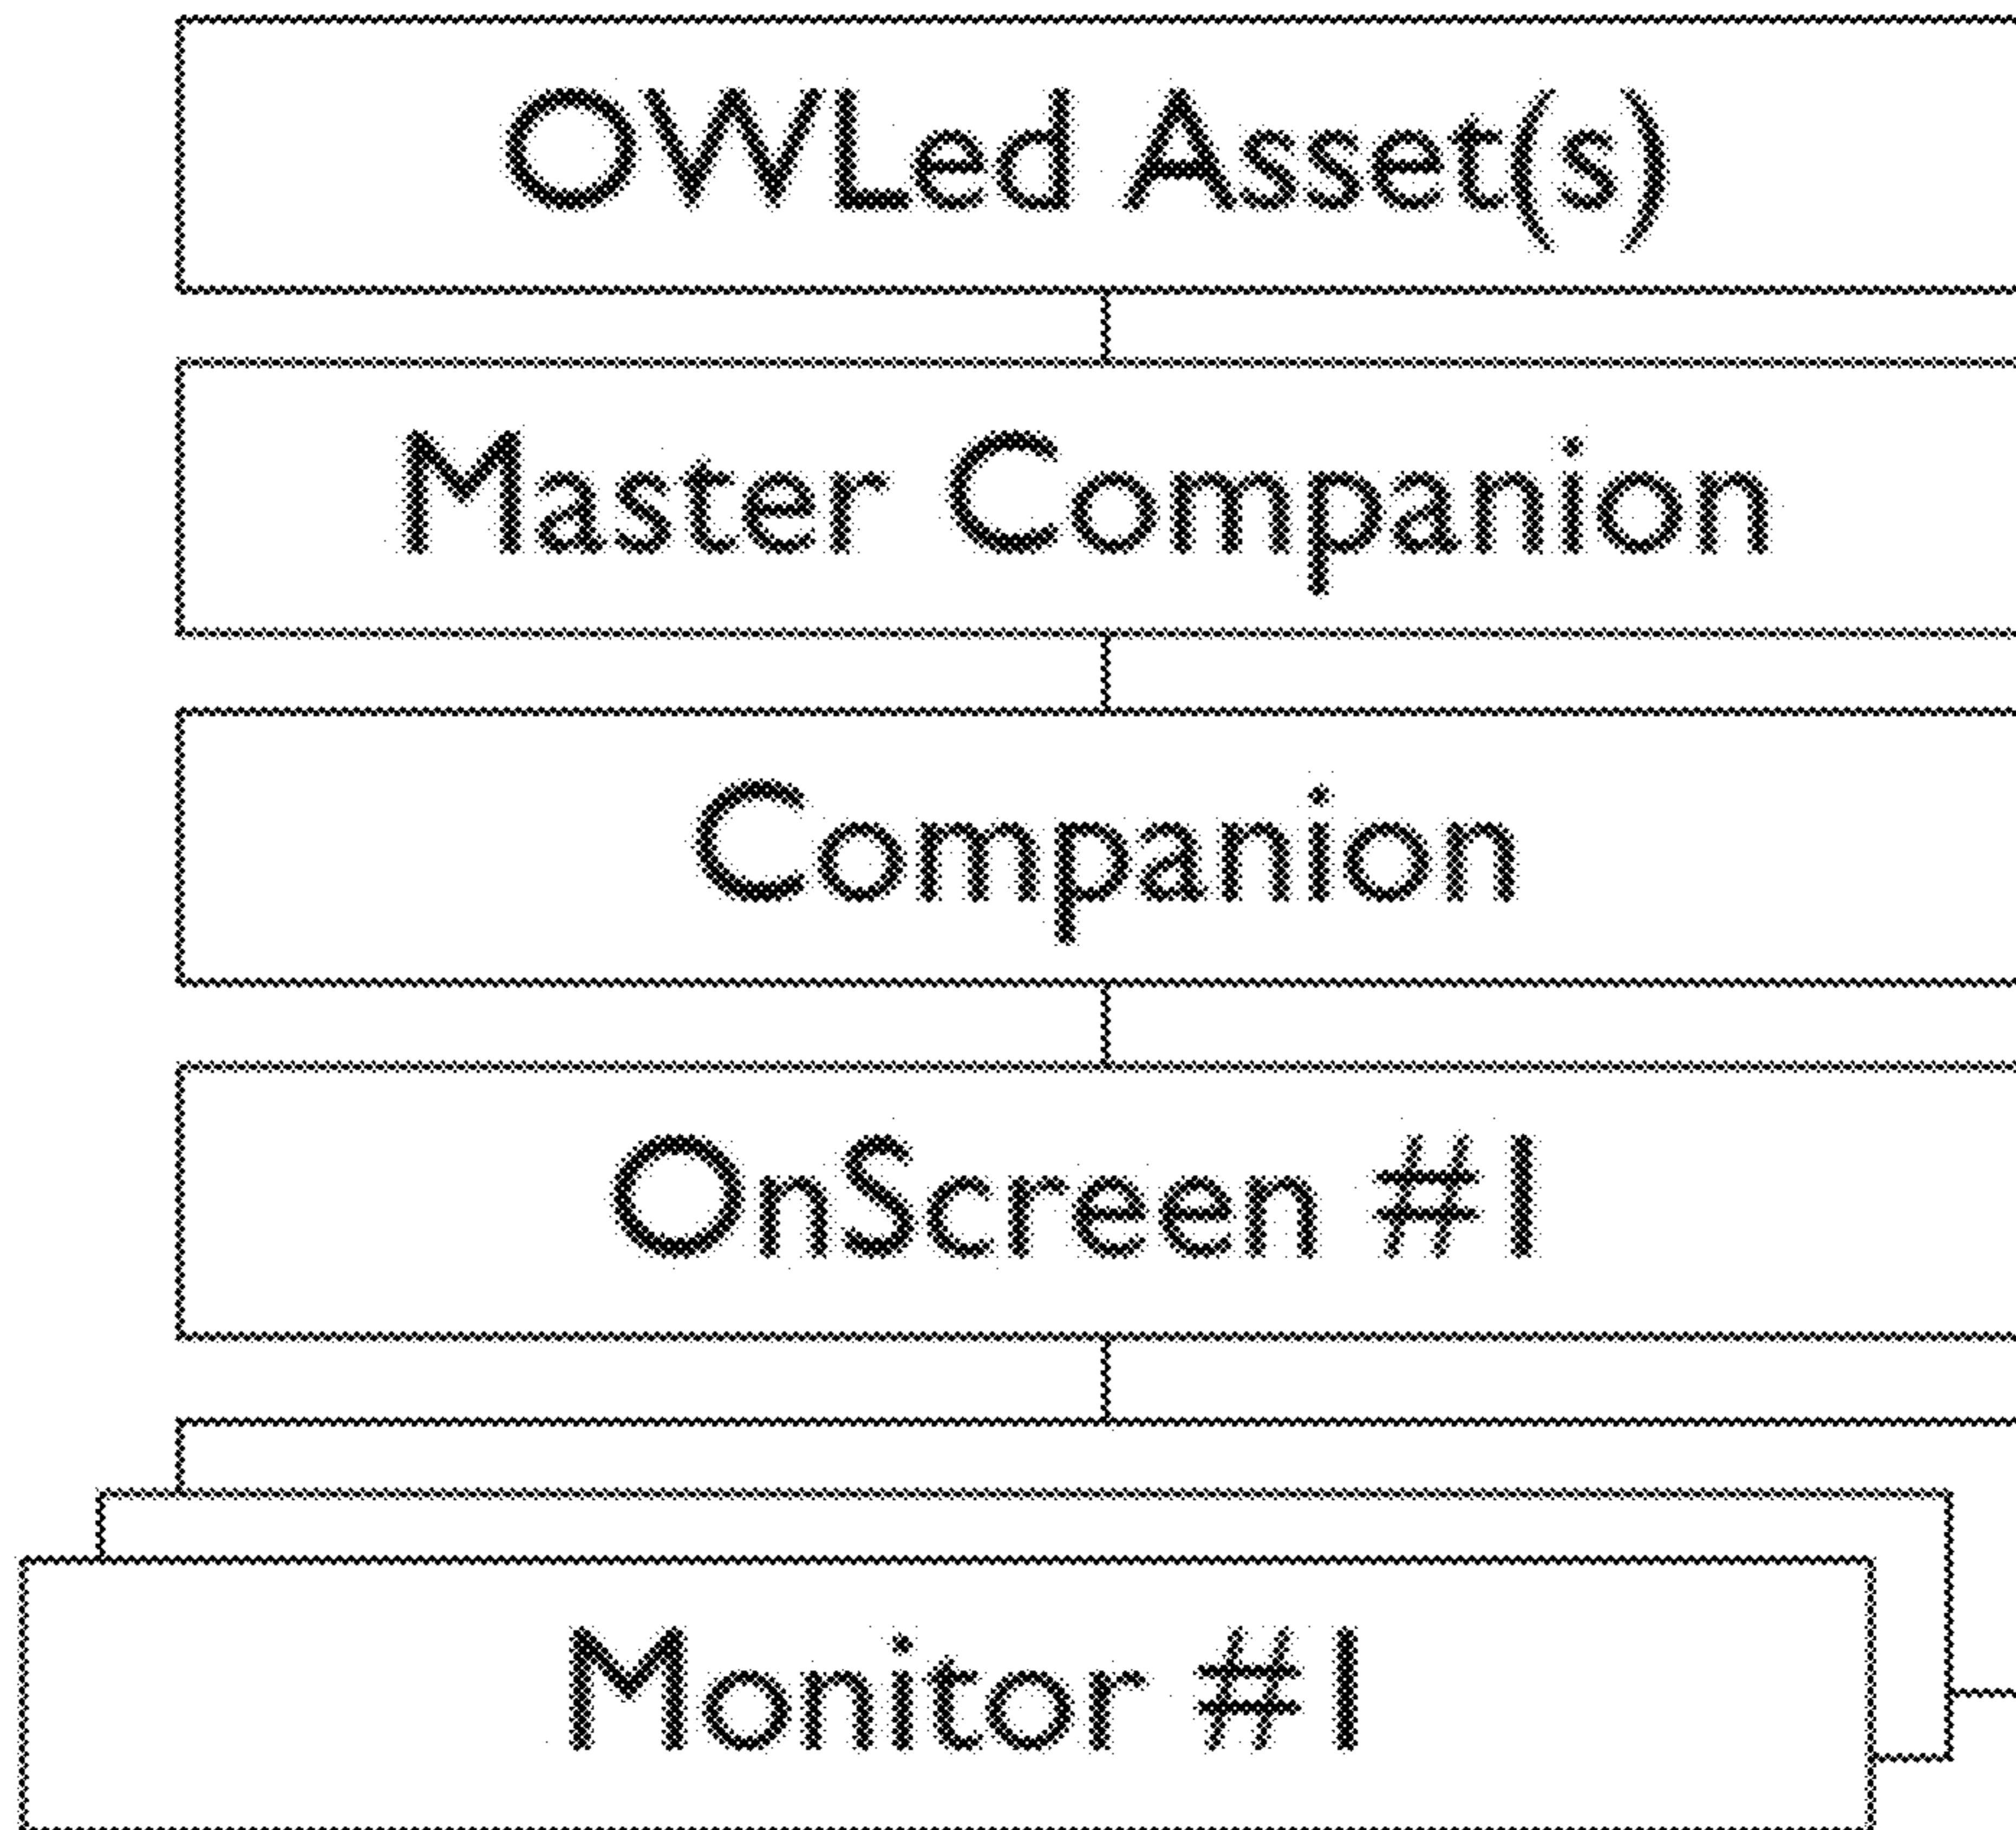 OWLed Asset(s)
Master Companion
Companion
OnScreen #1
Monitor #1